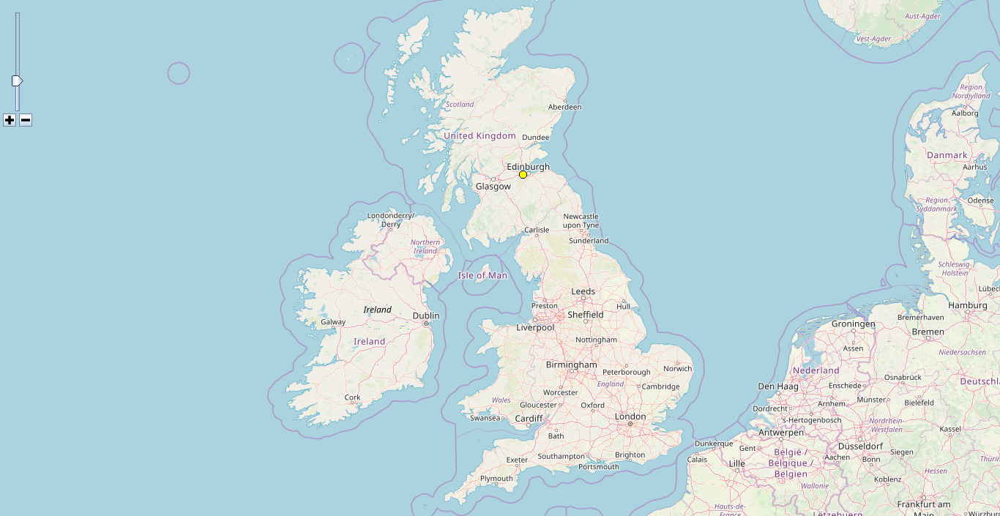 Aust-Agder
Vest-Agder
Region
Nordjylland
Scotland
Aberdeen
Aalborg
United Kingdom
Dundee
Danmark
Edinburgh
Aarhus
Glasgow
Region
Syddanmark
Odense
Londonderry/
Derry
Newcastle
upon Tyne
Carlisle
Sunderland
Northern
Ireland
Schleswig-
Holstein
Isle of Man
Lübec
Leeds
Preston
Hull
Hamburg
Ireland
Dublin
Sheffield
Bremerhaven
Galway
Liverpool
Groningen
Bremen
Ireland
Nottingham
Assen
Niedersachsen
Birmingham
Norwich
Peterborough
Nederland
Osnabrück
Deutschl
England
Cambridge
Den Haag
Enschede
Worcester
Cork
Wales
Gloucester
Oxford
Arnhem
Münster
Bielefeld
Dordrecht
Swansea
Cardiff
London
's-Hertogenbosch
Nordrhein-
Westfalen
Kassel
Bath
Antwerpen
Dunkerque
Gent
Düsseldorf
Siegen
Exeter
Southampton
Brighton
Calais
Lille
België /
Belgique /
Belgien
Aachen
Bonn
Thürin
Portsmouth
Hessen
Plymouth
Koblenz
Wallonie
Hauts-de-
France
Frankfurt am
Main
Lëtzebuerg
Würzburg